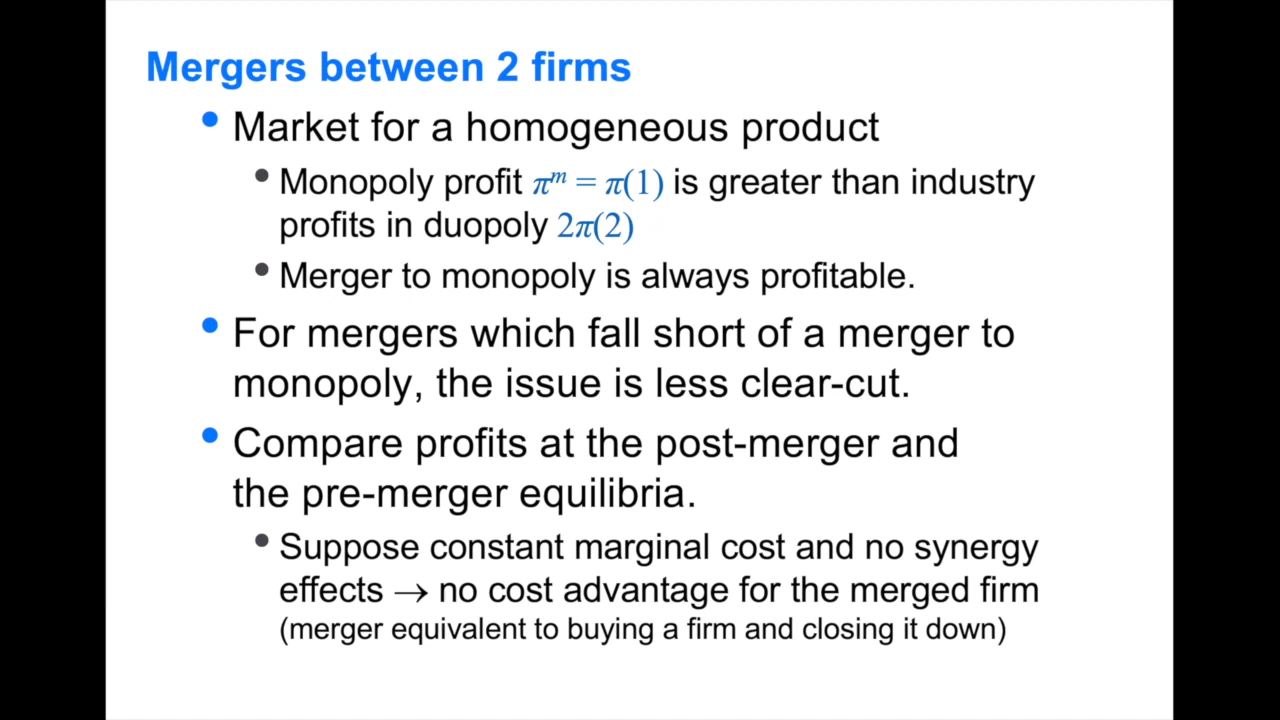 Mergers between 2 firms
• Market for a homogeneous product
• Monopoly profit πᵐ = π(1) is greater than industry
profits in duopoly 2π(2)
• Merger to monopoly is always profitable.
• For mergers which fall short of a merger to
monopoly, the issue is less clear-cut.
• Compare profits at the post-merger and
the pre-merger equilibria.
• Suppose constant marginal cost and no synergy
effects → no cost advantage for the merged firm
(merger equivalent to buying a firm and closing it down)